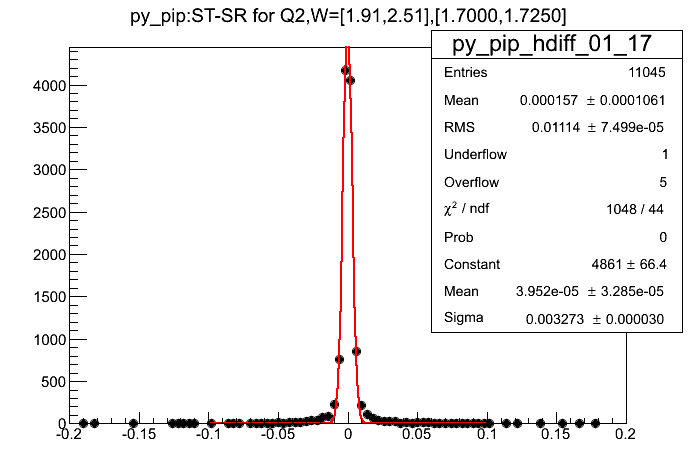 py_pip:ST-SR for Q2,W=[1.91,2.51],[1.7000,1.7250]
py_pip_hdiff_01_17
Entries 11045
Mean 0.000157 ± 0.0001061
RMS 0.01114 ± 7.499e-05
Underflow 1
Overflow 5
χ² / ndf 1048 / 44
Prob 0
Constant 4861 ± 66.4
Mean 3.952e-05 ± 3.285e-05
Sigma 0.003273 ± 0.000030
4000
3500
3000
2500
2000
1500
1000
500
0
-0.2 -0.15 -0.1 -0.05 0 0.05 0.1 0.15 0.2